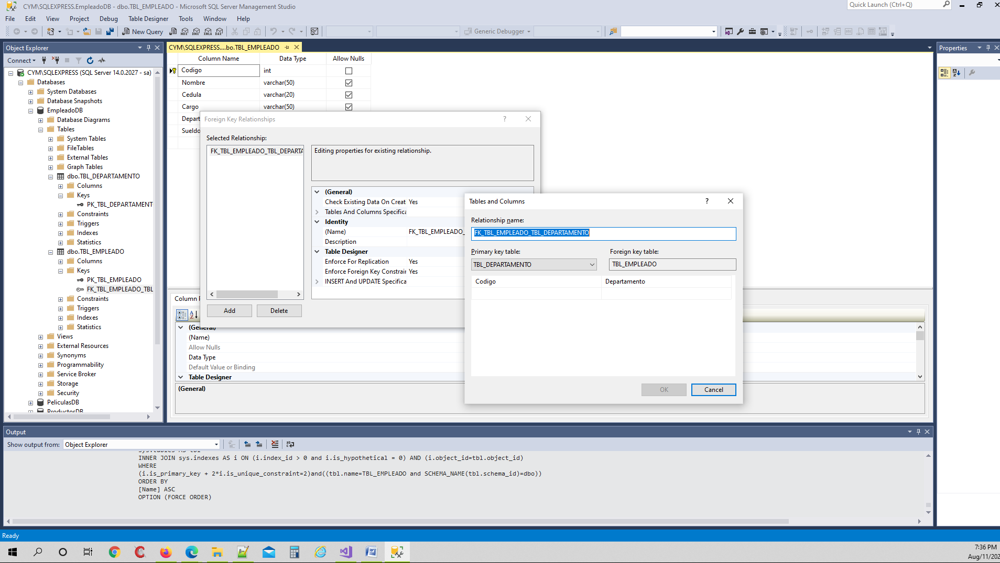 CYM\SQLEXPRESS.EmpleadoDB - dbo.TBL_EMPLEADO - Microsoft SQL Server Management Studio
Quick Launch (Ctrl+Q)
File Edit View Project Debug Table Designer Tools Window Help
New Query
MDX DMX XMLA DAX
Generic Debugger
Object Explorer
Connect
CYM\SQLEXPRESS (SQL Server 14.0.2027 - sa)
Databases
System Databases
Database Snapshots
EmpleadoDB
Database Diagrams
Tables
System Tables
FileTables
External Tables
Graph Tables
dbo.TBL_DEPARTAMENTO
Columns
Keys
PK_TBL_DEPARTAMENT
Constraints
Triggers
Indexes
Statistics
dbo.TBL_EMPLEADO
Columns
Keys
PK_TBL_EMPLEADO
FK_TBL_EMPLEADO_TBL
Constraints
Triggers
Indexes
Statistics
Views
External Resources
Synonyms
Programmability
Service Broker
Storage
Security
PeliculasDB
ProductosDB
CYM\SQLEXPRESS....bo.TBL_EMPLEADO
Column Name Data Type Allow Nulls
Codigo int
Nombre varchar(50)
Cedula varchar(20)
Cargo varchar(50)
Depart
Sueldo
Foreign Key Relationships
Selected Relationship:
FK_TBL_EMPLEADO_TBL_DEPARTA
Editing properties for existing relationship.
(General)
Check Existing Data On Creat Yes
Tables And Columns Specifica
Identity
(Name) FK_TBL_EMPLEADO_
Description
Table Designer
Enforce For Replication Yes
Enforce Foreign Key Constrain Yes
INSERT And UPDATE Specifica
Add Delete
Tables and Columns
Relationship name:
FK_TBL_EMPLEADO_TBL_DEPARTAMENTO
Primary key table: Foreign key table:
TBL_DEPARTAMENTO TBL_EMPLEADO
Codigo Departamento
OK Cancel
Column P
(General)
(Name)
Allow Nulls
Data Type
Default Value or Binding
Table Designer
(General)
Properties
Output
Show output from: Object Explorer
sys.tables AS tbl
INNER JOIN sys.indexes AS i ON (i.index_id > 0 and i.is_hypothetical = 0) AND (i.object_id=tbl.object_id)
WHERE
(i.is_primary_key + 2*i.is_unique_constraint=2)and((tbl.name=TBL_EMPLEADO and SCHEMA_NAME(tbl.schema_id)=dbo))
ORDER BY
[Name] ASC
OPTION (FORCE ORDER)
Ready
7:36 PM
Aug/11/202